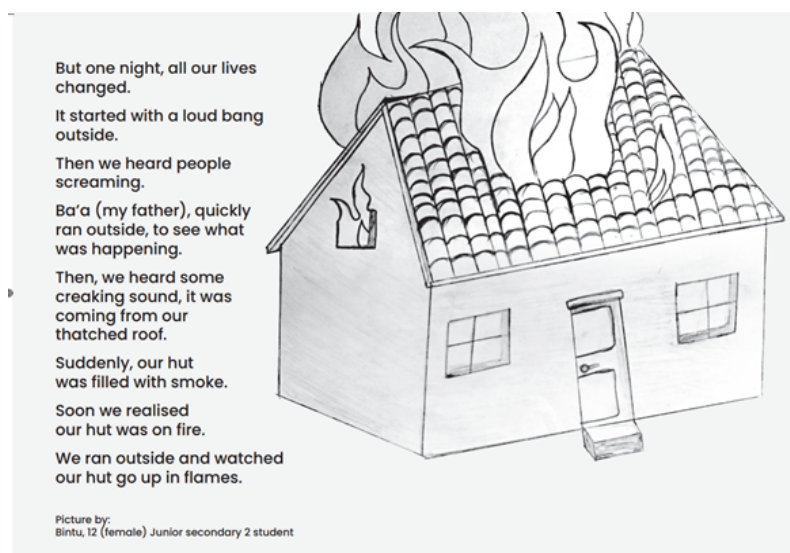 But one night, all our lives
changed.
It started with a loud bang
outside.
Then we heard people
screaming.
Ba’a (my father), quickly
ran outside, to see what
was happening.
Then, we heard some
creaking sound, it was
coming from our
thatched roof.
Suddenly, our hut
was filled with smoke.
Soon we realised
our hut was on fire.
We ran outside and watched
our hut go up in flames.
Picture by:
Bintu, 12 (female) Junior secondary 2 student